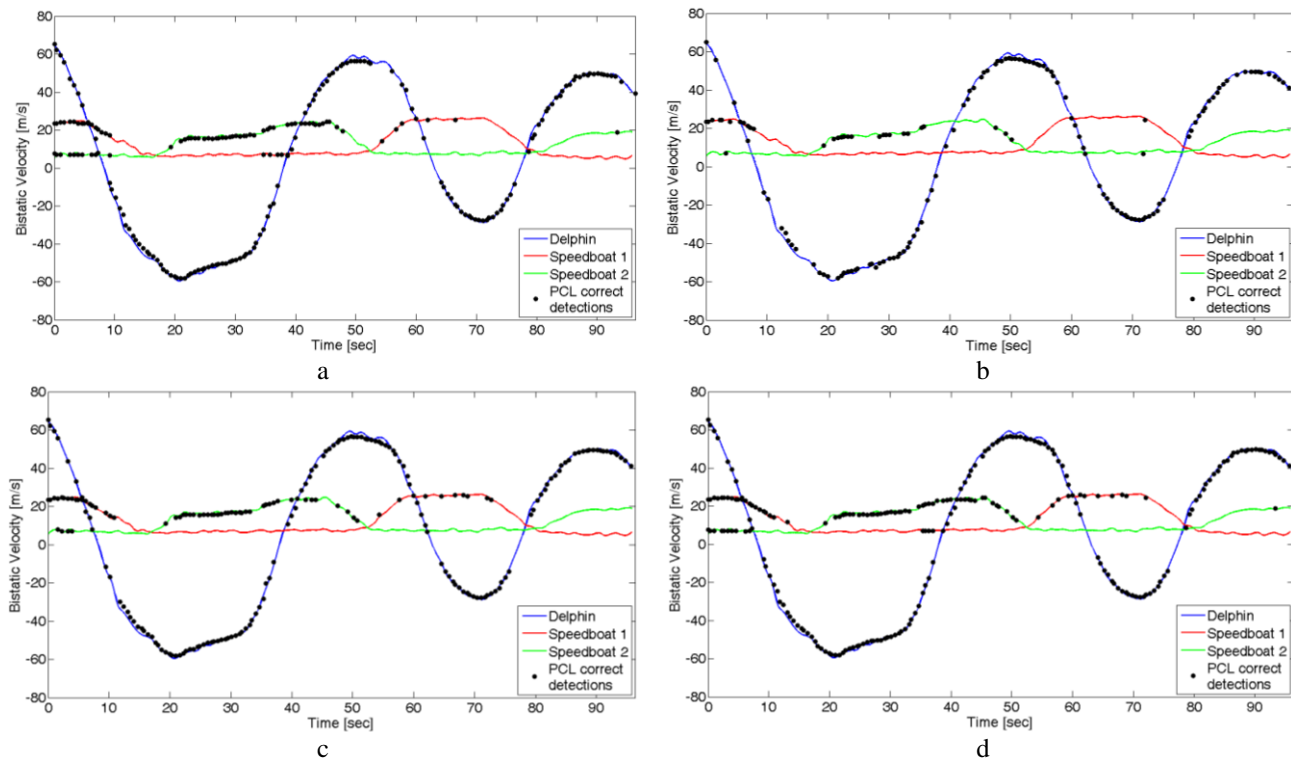 80
60
40
20
0
-20
-40
-60
-80
Bistatic Velocity [m/s]
0 10 20 30 40 50 60 70 80 90
Time [sec]
Delphin
Speedboat 1
Speedboat 2
PCL correct
detections
a
80
60
40
20
0
-20
-40
-60
-80
Bistatic Velocity [m/s]
0 10 20 30 40 50 60 70 80 90
Time [sec]
Delphin
Speedboat 1
Speedboat 2
PCL correct
detections
b
80
60
40
20
0
-20
-40
-60
-80
Bistatic Velocity [m/s]
0 10 20 30 40 50 60 70 80 90
Time [sec]
Delphin
Speedboat 1
Speedboat 2
PCL correct
detections
c
80
60
40
20
0
-20
-40
-60
-80
Bistatic Velocity [m/s]
0 10 20 30 40 50 60 70 80 90
Time [sec]
Delphin
Speedboat 1
Speedboat 2
PCL correct
detections
d